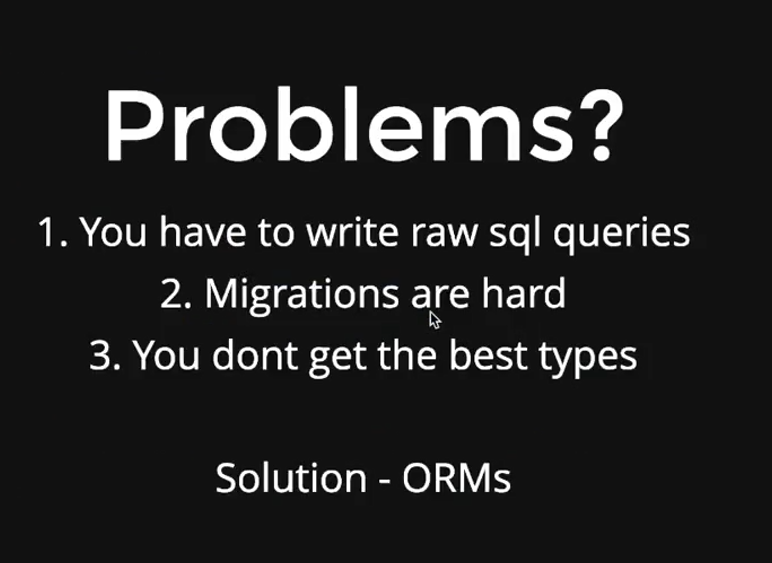 Problems?
1. You have to write raw sql queries
2. Migrations are hard
3. You dont get the best types
Solution - ORMs